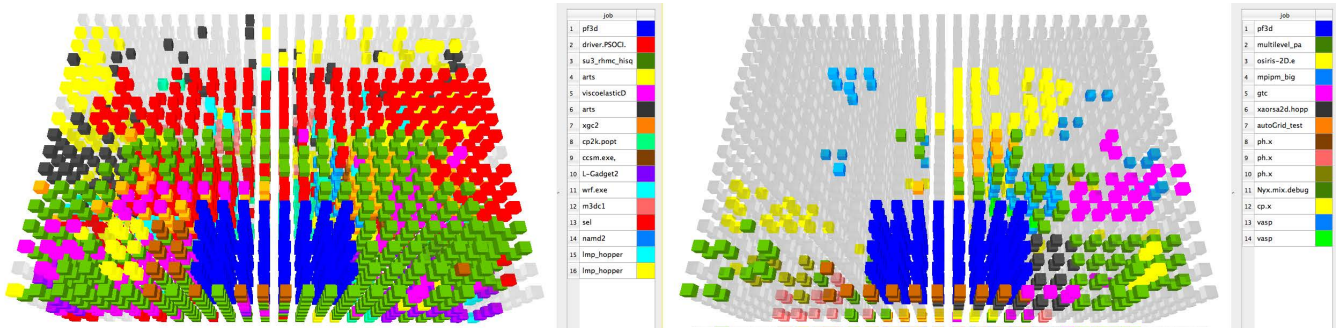 job
1 pf3d
2 driver.PSOCI.
3 su3_rhmc_hisq
4 arts
5 viscoelasticD
6 arts
7 xgc2
8 cp2k.popt
9 ccsm.exe,
10 L-Gadget2
11 wrf.exe
12 m3dc1
13 sel
14 namd2
15 lmp_hopper
16 lmp_hopper
job
1 pf3d
2 multilevel_pa
3 osiris-2D.e
4 mpipm_big
5 gtc
6 xaorsa2d.hopp
7 autoGrid_test
8 ph.x
9 ph.x
10 ph.x
11 Nyx.mix.debug
12 cp.x
13 vasp
14 vasp